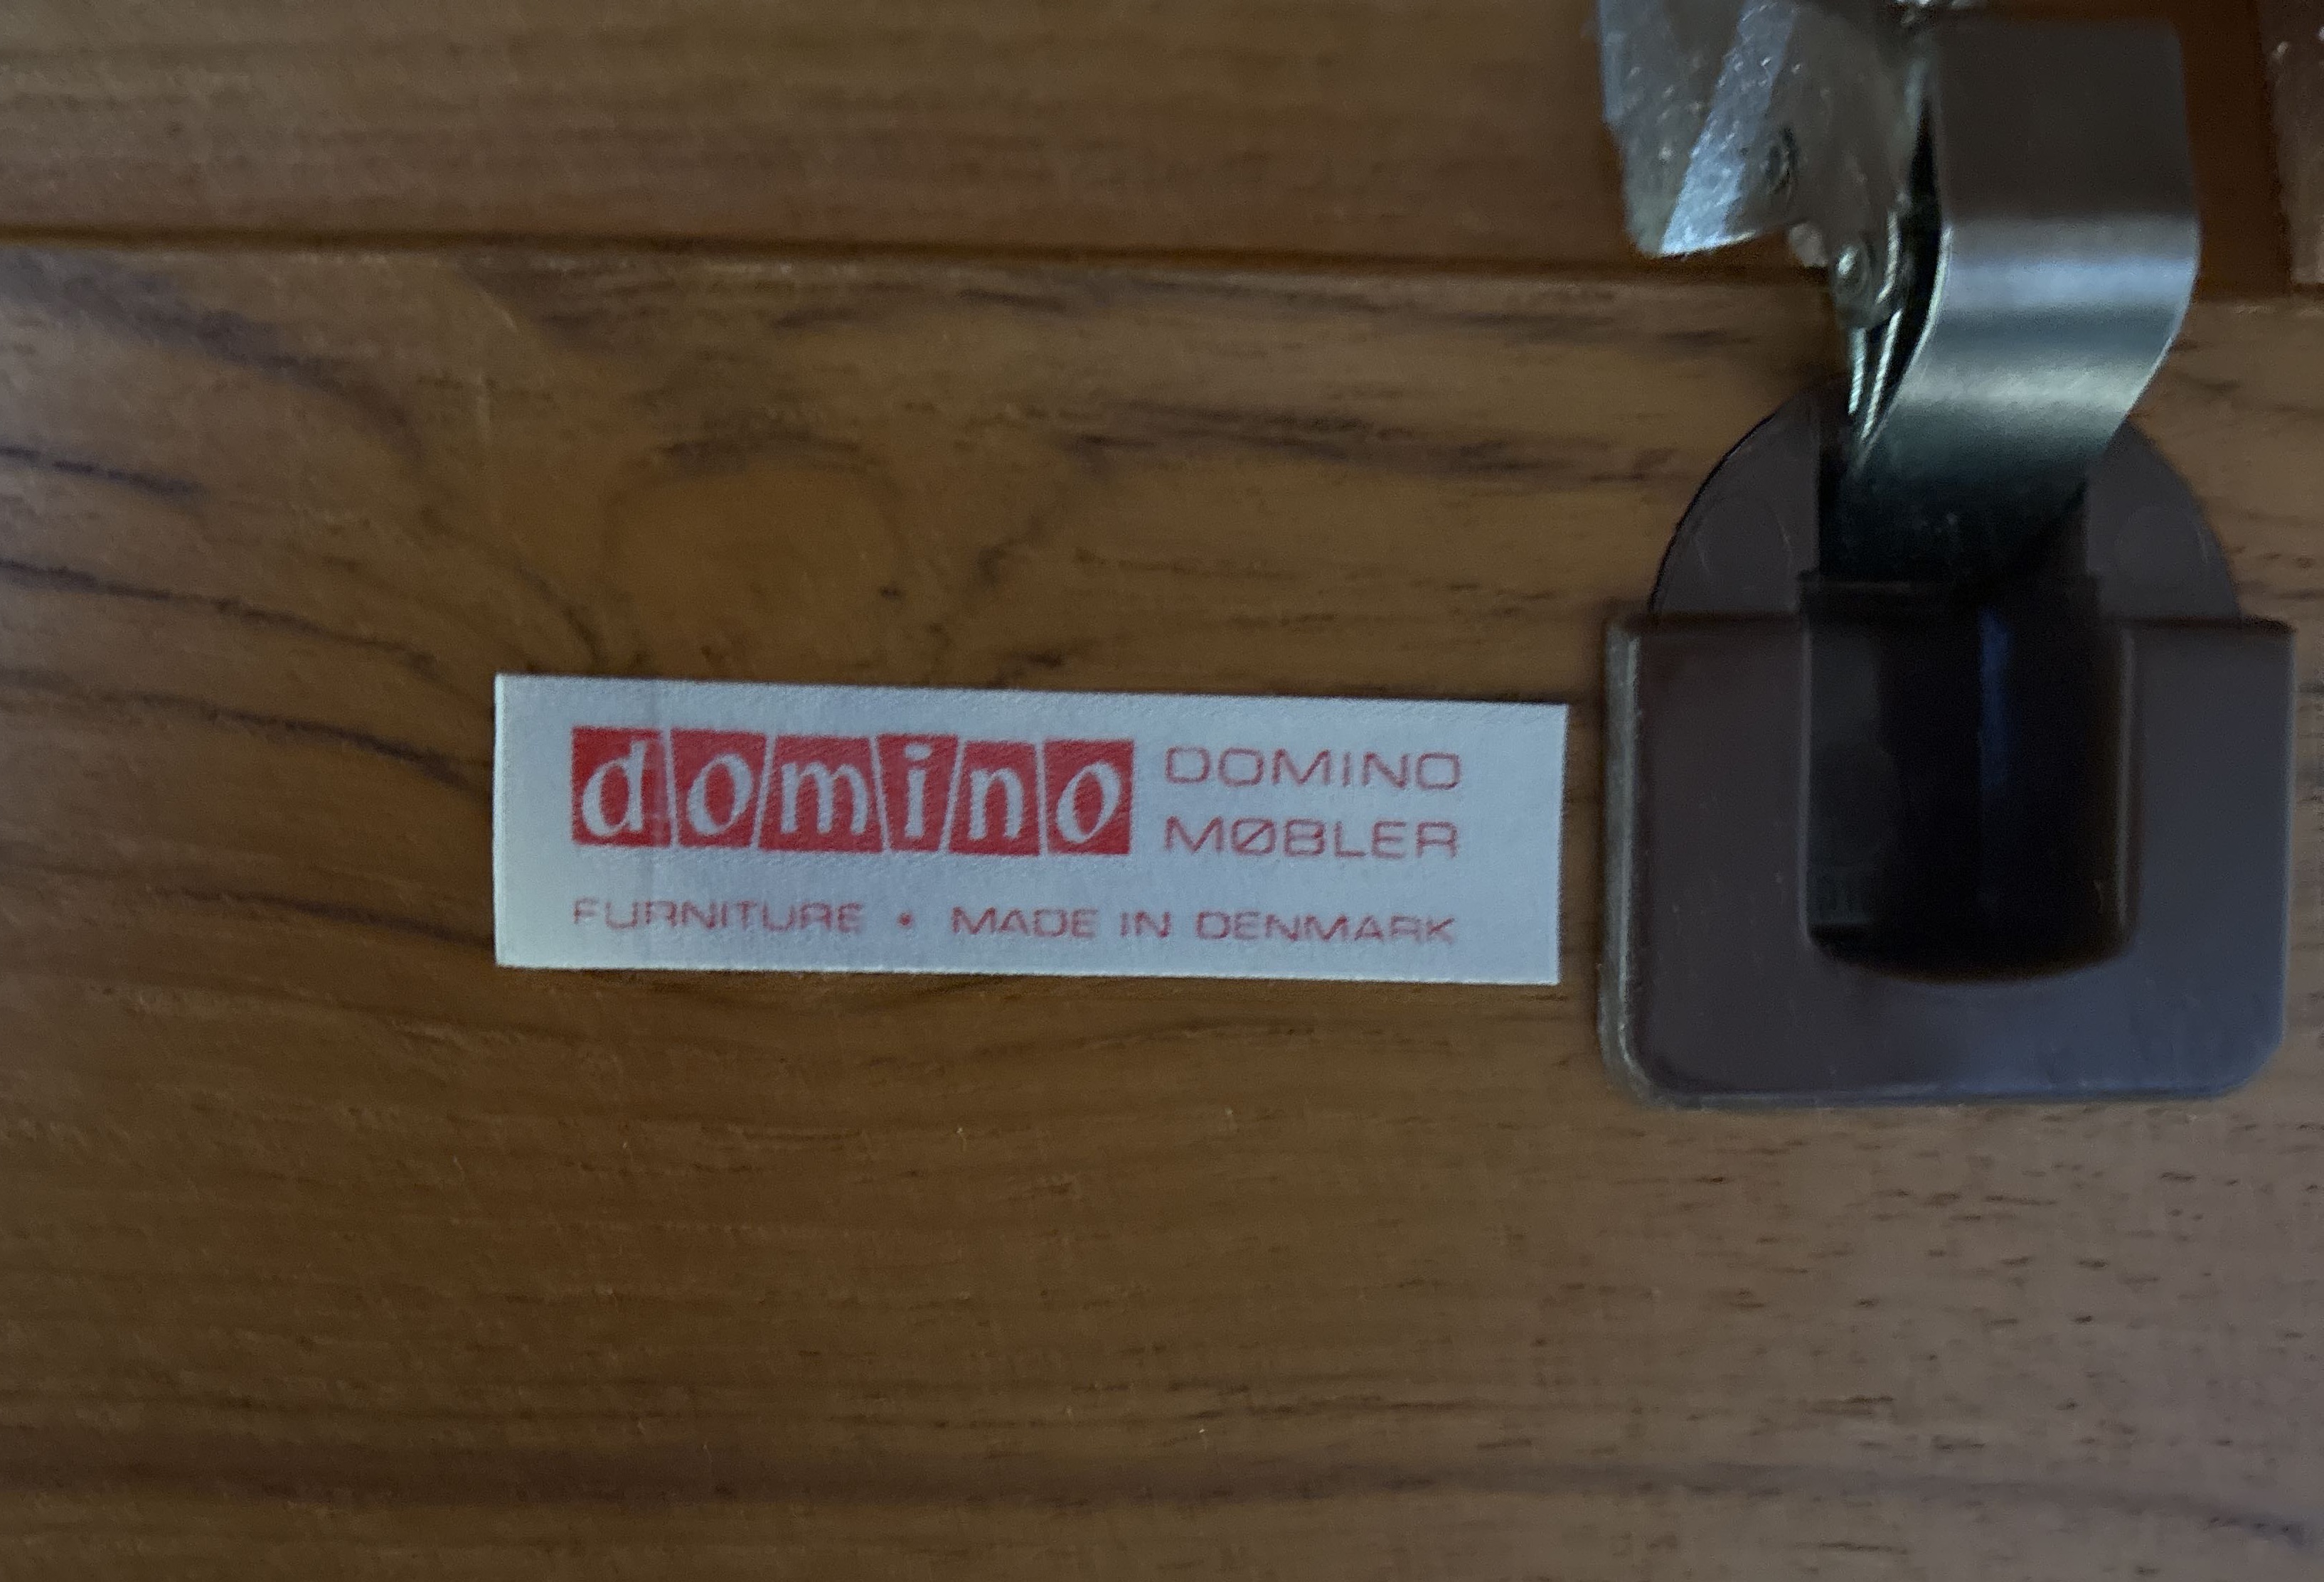 domino DOMINO
MØBLER
FURNITURE • MADE IN DENMARK